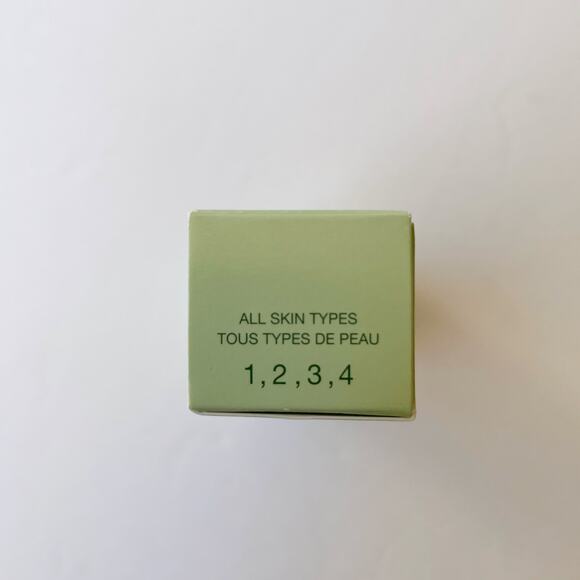 ALL SKIN TYPES
TOUS TYPES DE PEAU
1,2,3,4